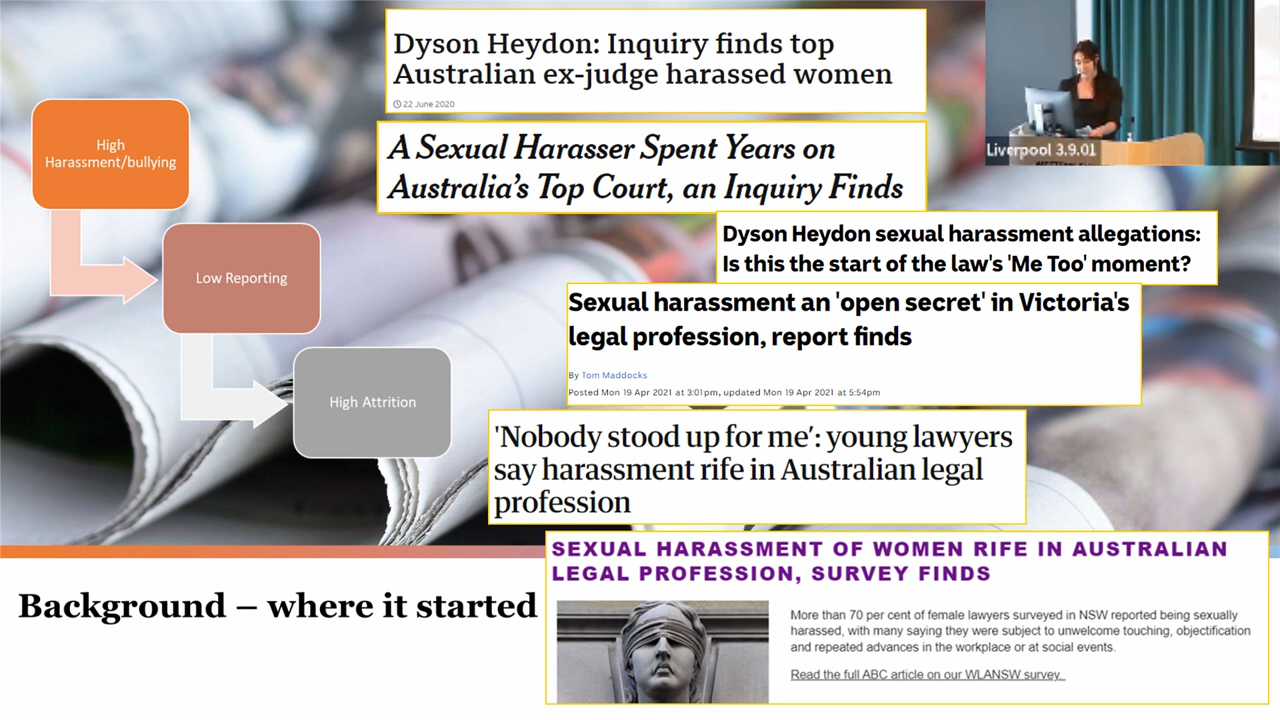 Dyson Heydon: Inquiry finds top
Australian ex-judge harassed women
22 June 2020
A Sexual Harasser Spent Years on
Australia's Top Court, an Inquiry Finds
Liverpool 3.9.01
High
Harassment/bullying
Dyson Heydon sexual harassment allegations:
Is this the start of the law's 'Me Too' moment?
Low Reporting
Sexual harassment an 'open secret' in Victoria's
legal profession, report finds
By Tom Maddocks
Posted Mon 19 Apr 2021 at 3:01pm, updated Mon 19 Apr 2021 at 5:54pm
High Attrition
'Nobody stood up for me': young lawyers
say harassment rife in Australian legal
profession
SEXUAL HARASSMENT OF WOMEN RIFE IN AUSTRALIAN
LEGAL PROFESSION, SURVEY FINDS
Background – where it started
More than 70 per cent of female lawyers surveyed in NSW reported being sexually
harassed, with many saying they were subject to unwelcome touching, objectification
and repeated advances in the workplace or at social events.
Read the full ABC article on our WLANSW survey.